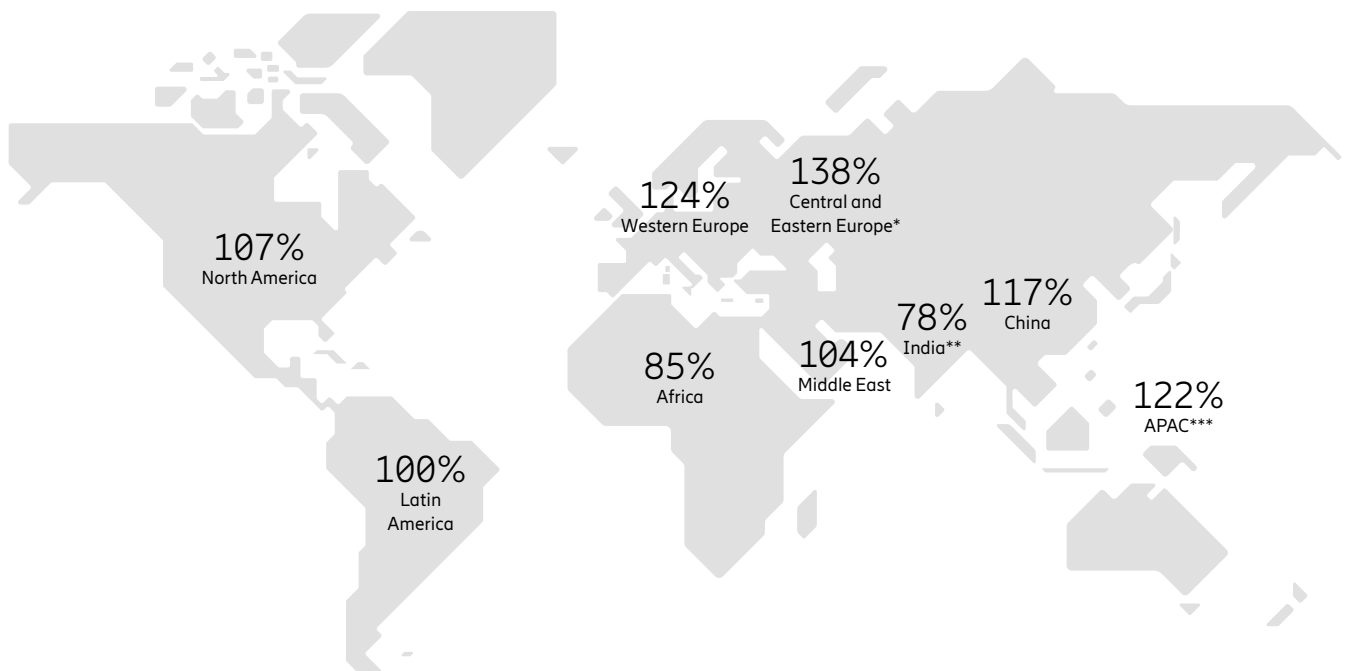 138%
Central and
Eastern Europe*
124%
Western Europe
107%
North America
117%
China
78%
India**
104%
Middle East
85%
Africa
122%
APAC***
100%
Latin
America